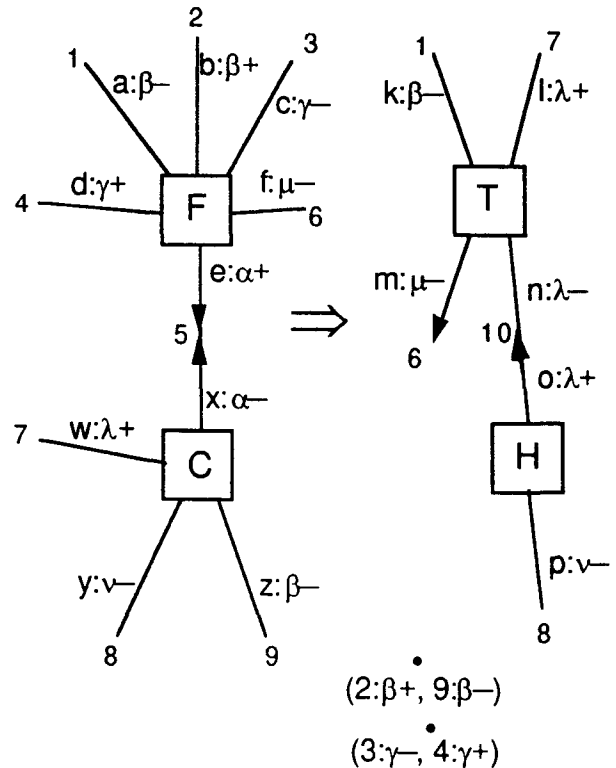 2
1
3
a:β–
b:β+
c:γ–
d:γ+
f:μ–
4
F
6
e:α+
5
x:α–
7
w:λ+
C
y:ν–
z:β–
8
9
⇒
1
7
k:β–
l:λ+
T
m:μ–
n:λ–
6
10
o:λ+
H
p:ν–
8
(2:β+, 9:β–)
(3:γ–, 4:γ+)